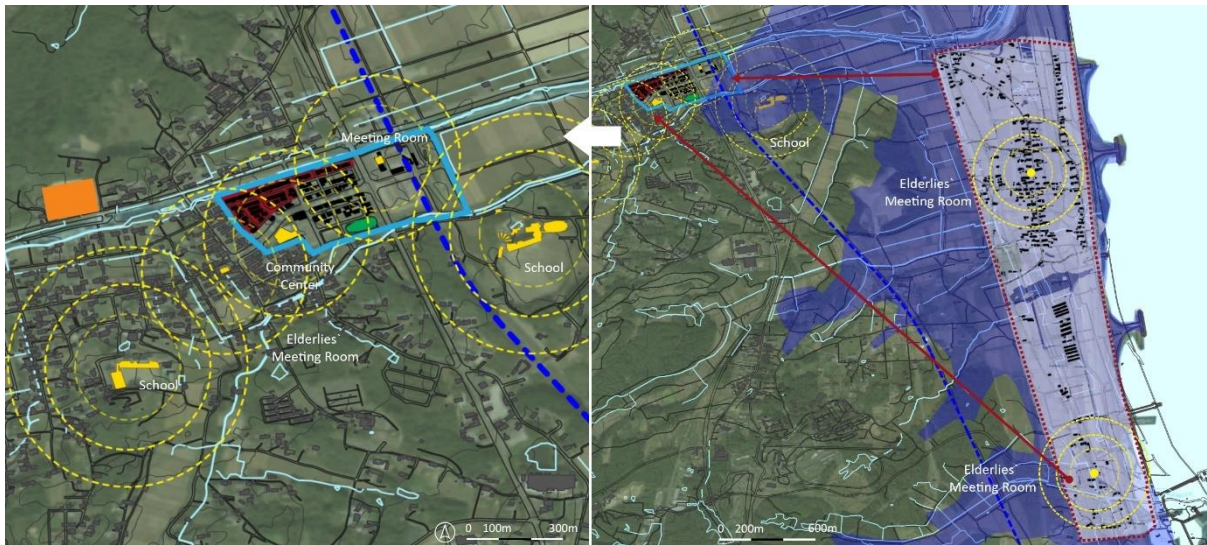 Meeting Room
School
Community
Center
Elderlies`
Meeting Room
School
A
0 100m 300m
School
Elderlies`
Meeting Room
Elderlies`
Meeting Room
0 200m 600m